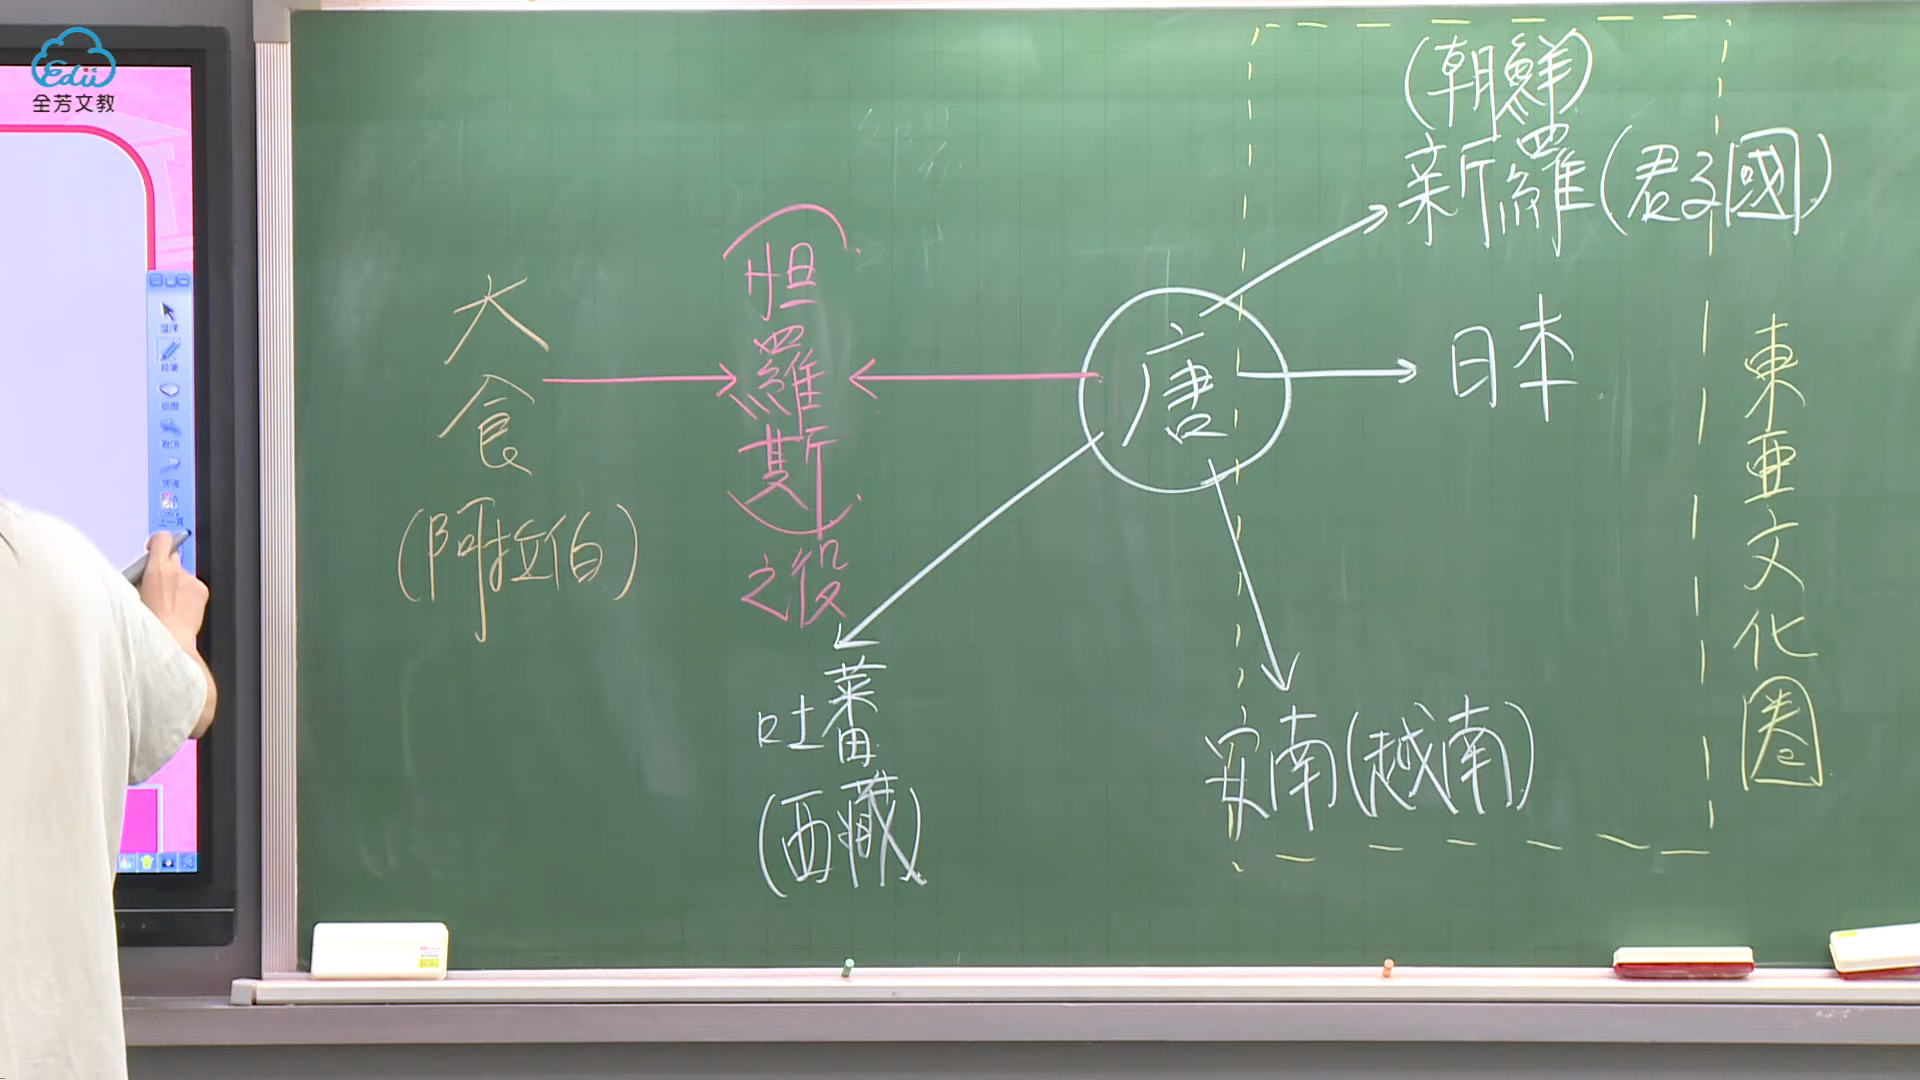 Edii
全芳文教
(朝鮮)
新羅(君子國)
大食
(阿拉伯)
(怛羅斯)之役
唐
日本
東亞文化圈
吐蕃
(西藏)
安南(越南)